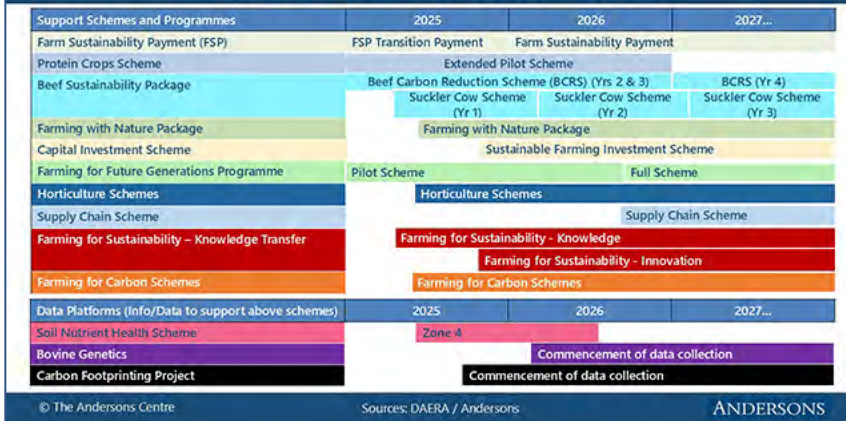 Support Schemes and Programmes 2025 2026 2027...
Farm Sustainability Payment (FSP) FSP Transition Payment Farm Sustainability Payment
Protein Crops Scheme Extended Pilot Scheme
Beef Sustainability Package Beef Carbon Reduction Scheme (BCRS) (Yrs 2 & 3) BCRS (Yr 4)
Suckler Cow Scheme Suckler Cow Scheme Suckler Cow Scheme
(Yr 1) (Yr 2) (Yr 3)
Farming with Nature Package Farming with Nature Package
Capital Investment Scheme Sustainable Farming Investment Scheme
Farming for Future Generations Programme Pilot Scheme Full Scheme
Horticulture Schemes Horticulture Schemes
Supply Chain Scheme Supply Chain Scheme
Farming for Sustainability – Knowledge Transfer Farming for Sustainability - Knowledge
Farming for Sustainability - Innovation
Farming for Carbon Schemes Farming for Carbon Schemes
Data Platforms (Info/Data to support above schemes) 2025 2026 2027...
Soil Nutrient Health Scheme Zone 4
Bovine Genetics Commencement of data collection
Carbon Footprinting Project Commencement of data collection
© The Andersons Centre Sources: DAERA / Andersons ANDERSONS